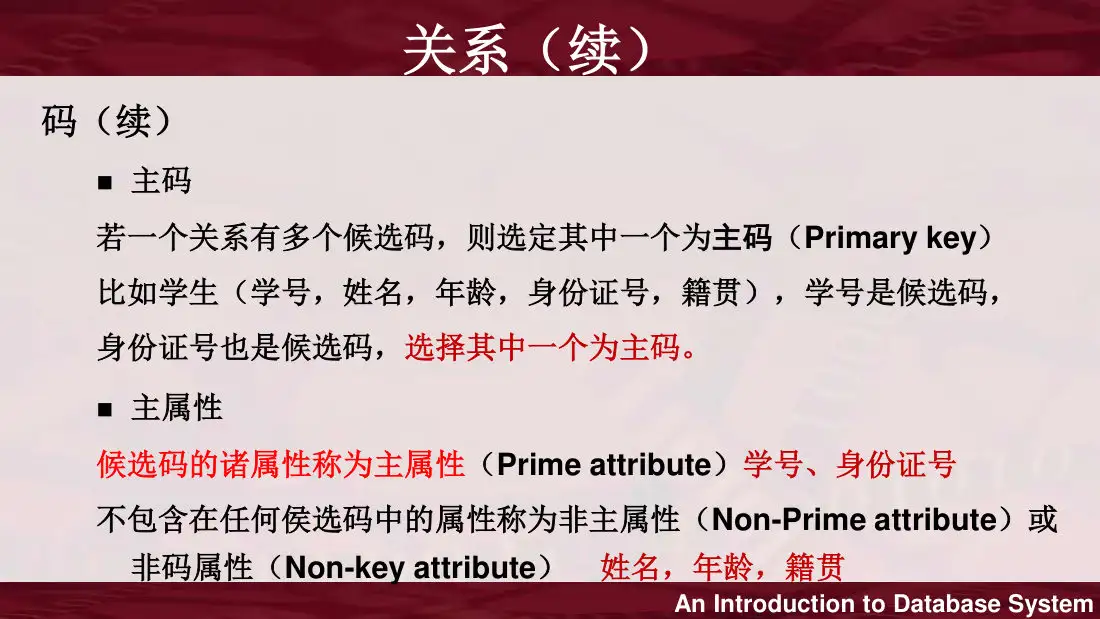 关系（续）
码（续）
■ 主码
若一个关系有多个候选码，则选定其中一个为主码（Primary key）
比如学生（学号，姓名，年龄，身份证号，籍贯），学号是候选码，
身份证号也是候选码，选择其中一个为主码。
■ 主属性
候选码的诸属性称为主属性（Prime attribute）学号、身份证号
不包含在任何侯选码中的属性称为非主属性（Non-Prime attribute）或
非码属性（Non-key attribute） 姓名，年龄，籍贯
An Introduction to Database System